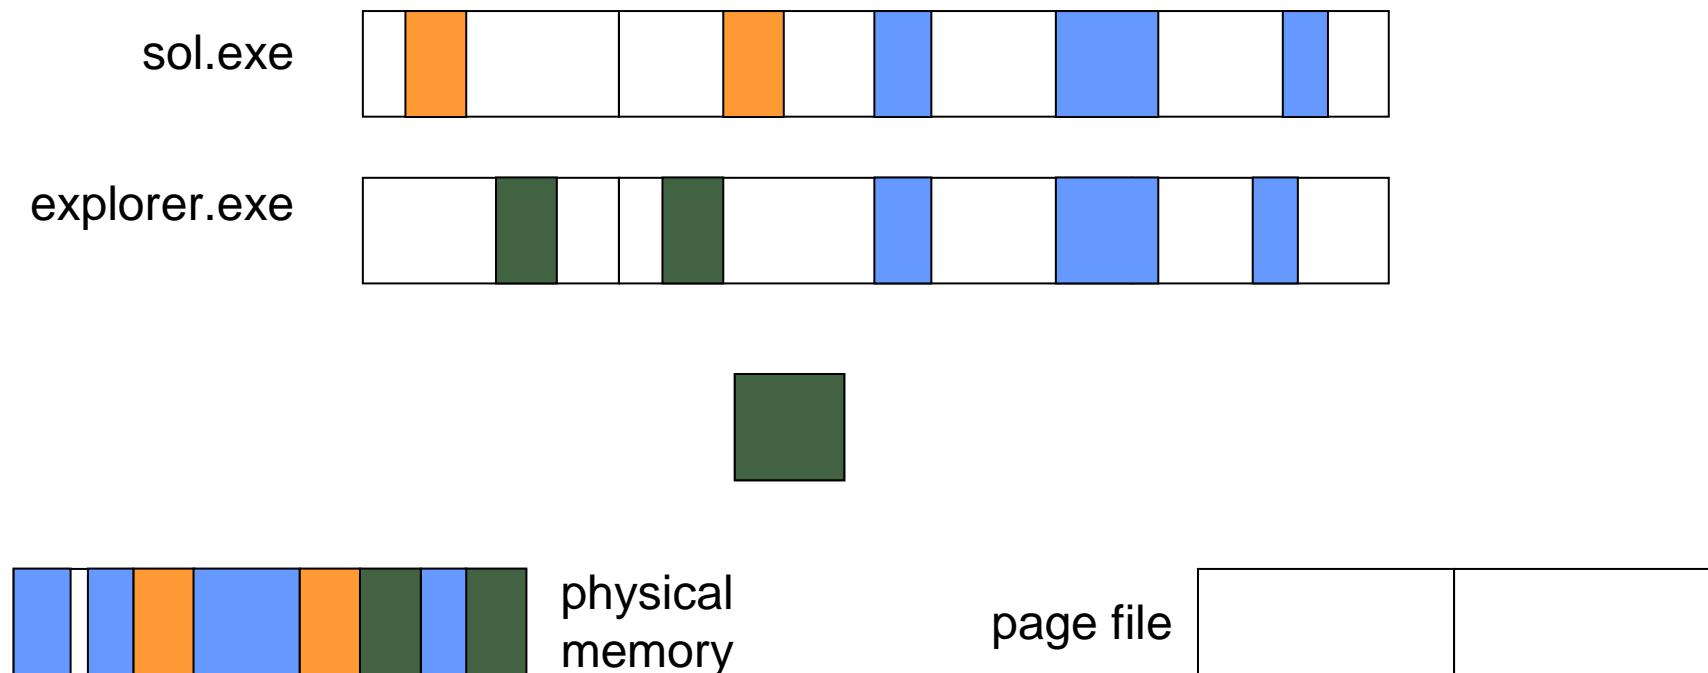 sol.exe
explorer.exe
physical
memory
page file